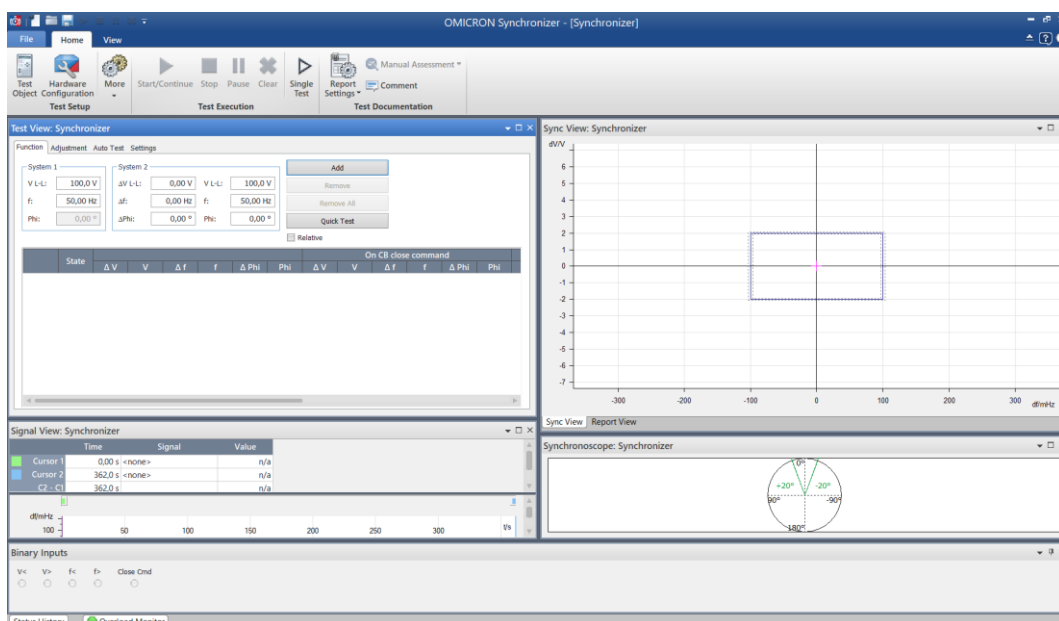 OMICRON Synchronizer - [Synchronizer]
File Home View
Test Object
Hardware Configuration
More
Test Setup
Start/Continue Stop Pause Clear
Single Test
Test Execution
Report Settings
Manual Assessment
Comment
Test Documentation
Test View: Synchronizer
Function Adjustment Auto Test Settings
System 1
V L-L: 100,0 V
f: 50,00 Hz
Phi: 0,00 °
System 2
ΔV L-L: 0,00 V V L-L: 100,0 V
Δf: 0,00 Hz f: 50,00 Hz
ΔPhi: 0,00 ° Phi: 0,00 °
Add
Remove
Remove All
Quick Test
Relative
State On CB close command
Δ V V Δ f f Δ Phi Phi Δ V V Δ f f Δ Phi Phi
Sync View: Synchronizer
dV/V
6
5
4
3
2
1
0
-1
-2
-3
-4
-5
-6
-7
-300 -200 -100 0 100 200 300 df/mHz
Sync View Report View
Signal View: Synchronizer
Time Signal Value
Cursor 1 0,00 s <none> n/a
Cursor 2 362,0 s <none> n/a
C2 - C1 362,0 s n/a
df/mHz
100 50 100 150 200 250 300 t/s
Synchronoscope: Synchronizer
0°
+20° -20°
90° -90°
180°
Binary Inputs
V< V> f< f> Close Cmd
Status History Overload Monitor